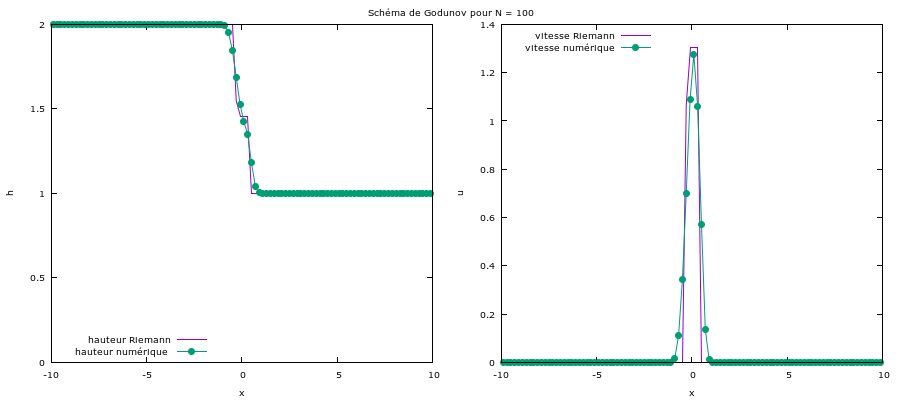 Schéma de Godunov pour N = 100
2
1.5
1
0.5
0
-10
-5
0
5
10
h
x
hauteur Riemann
hauteur numérique
1.4
1.2
1
0.8
0.6
0.4
0.2
0
-10
-5
0
5
10
u
x
vitesse Riemann
vitesse numérique